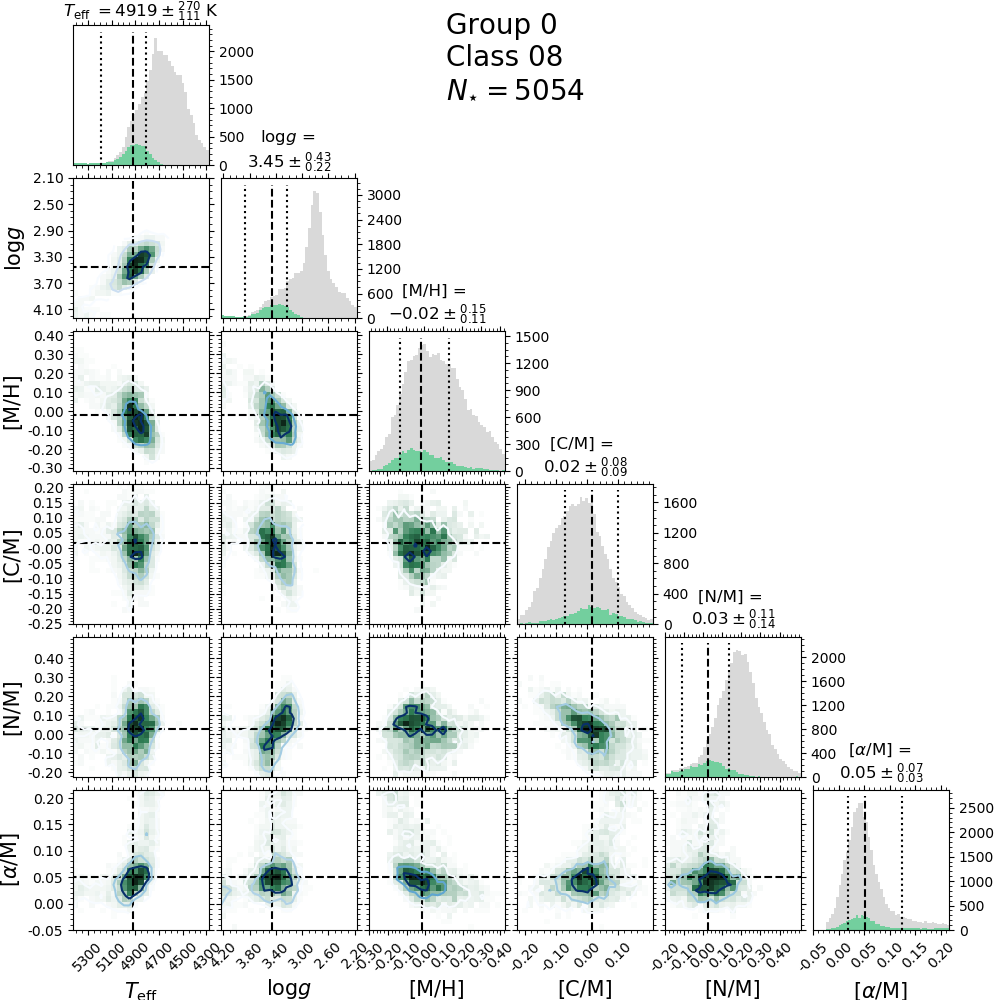 T_eff = 4919 ± 270 111 K
Group 0
Class 08
N⋆ = 5054
2000
1500
1000
500
0
log g =
3.45 ± 0.43 0.22
2.10
2.50
2.90
3.30
3.70
4.10
log g
3000
2400
1800
1200
600
0
[M/H] =
−0.02 ± 0.15 0.11
0.40
0.30
0.20
0.10
0.00
-0.10
-0.20
-0.30
[M/H]
1500
1200
900
600
300
0
[C/M] =
0.02 ± 0.08 0.09
0.20
0.15
0.10
0.05
-0.00
-0.05
-0.10
-0.15
-0.20
-0.25
[C/M]
1600
1200
800
400
0
[N/M] =
0.03 ± 0.11 0.14
0.40
0.30
0.20
0.10
0.00
-0.10
-0.20
[N/M]
2000
1600
1200
800
400
0
[α/M] =
0.05 ± 0.07 0.03
0.20
0.15
0.10
0.05
0.00
-0.05
[α/M]
2500
2000
1500
1000
500
0
5300 5100 4900 4700 4500 4300
4.20 3.80 3.40 3.00 2.60 2.20
-0.30 -0.20 -0.10 0.00 0.10 0.20 0.30 0.40
-0.20 -0.10 0.00 0.10
-0.20 -0.10 0.00 0.10 0.20 0.30 0.40
-0.05 0.00 0.05 0.10 0.15 0.20
T_eff
log g
[M/H]
[C/M]
[N/M]
[α/M]